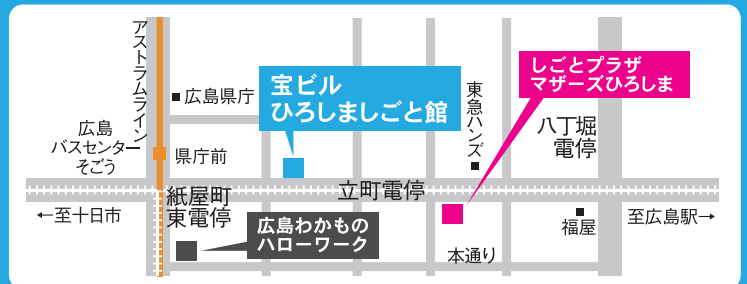 アストラムライン
広島県庁
宝ビル
ひろしましごと館
しごとプラザ
マザーズひろしま
東急ハンズ
八丁堀
電停
広島
バスセンター
そごう
県庁前
立町電停
紙屋町
東電停
←至十日市
広島わかもの
ハローワーク
福屋
至広島駅→
本通り